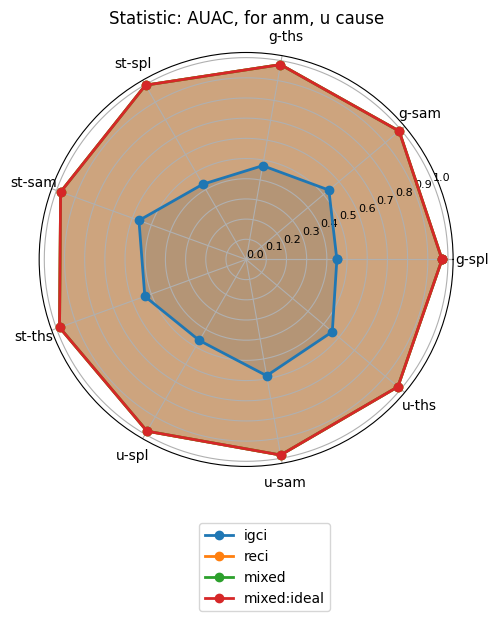 Statistic: AUAC, for anm, u cause
g-ths
st-spl
g-sam
st-sam
1.0
0.9
0.8
0.7
0.6
0.5
0.4
0.3
0.2
0.1
0.0
g-spl
st-ths
u-ths
u-spl
u-sam
igci
reci
mixed
mixed:ideal